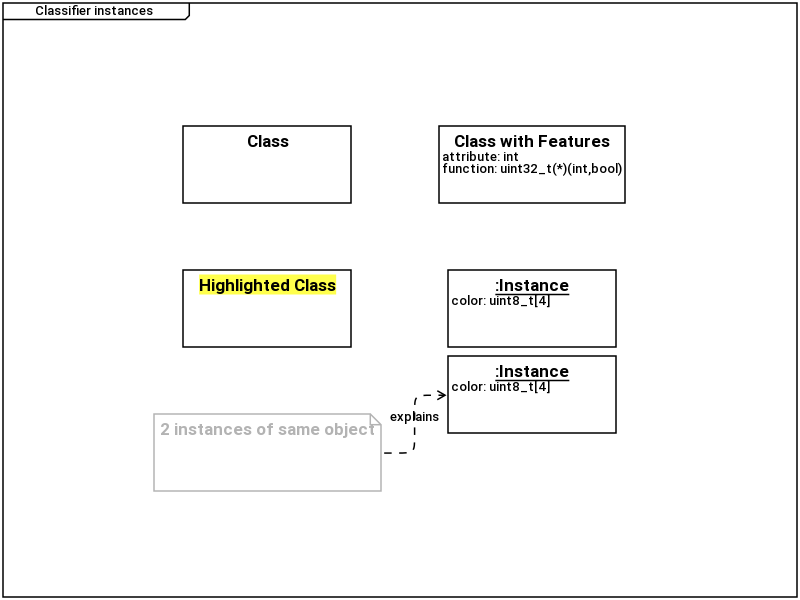 Classifier instances
Class
Class with Features
attribute: int
function: uint32_t(*)(int,bool)
Highlighted Class
:Instance
color: uint8_t[4]
:Instance
color: uint8_t[4]
explains
2 instances of same object